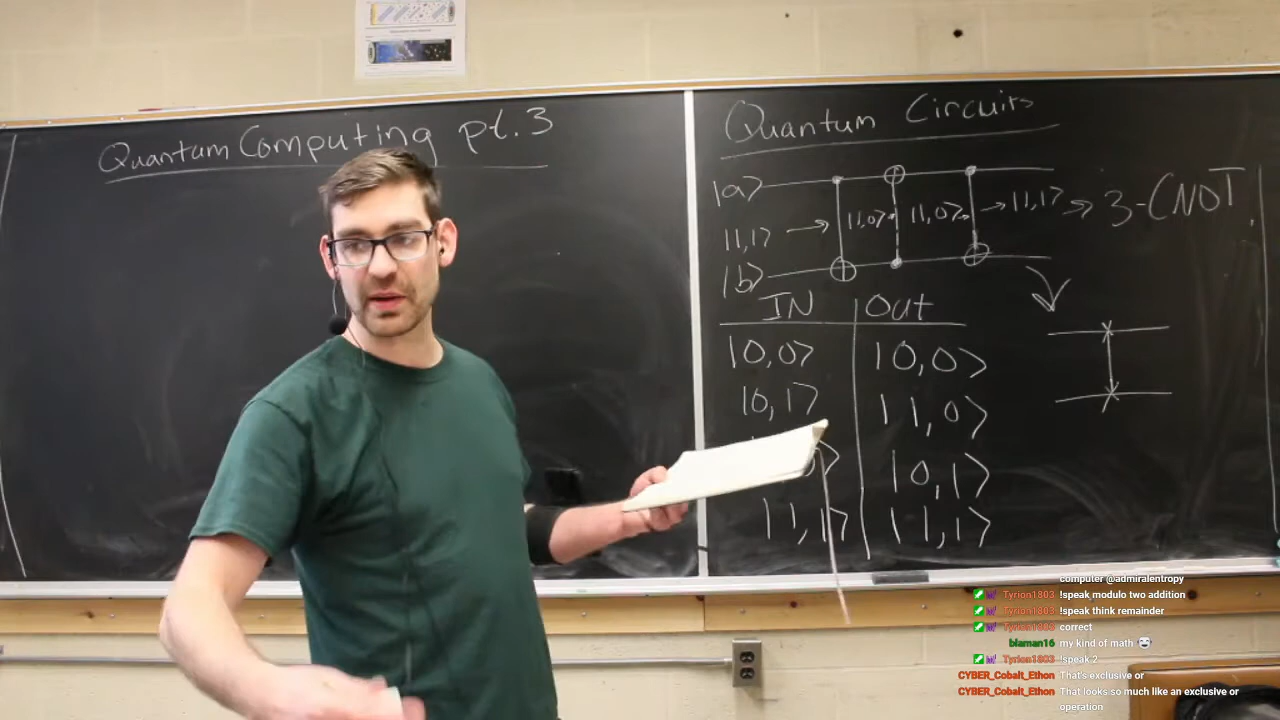 Quantum Computing pt.3
Quantum Circuits
|a>
|1,1> → |1,0> |1,0> → |1,1> → 3-CNOT
|b>
IN Out
|0,0> |0,0>
|0,1> |1,0>
0> |0,1>
|1,1> |1,1>
computer @admiralentropy
Tyrion1803 !speak modulo two addition
Tyrion1803 !speak think remainder
Tyrion1803 correct
blaman16 my kind of math
Tyrion1803 !speak 2
CYBER_Cobalt_Ethon That's exclusive or
CYBER_Cobalt_Ethon That looks so much like an exclusive or
operation